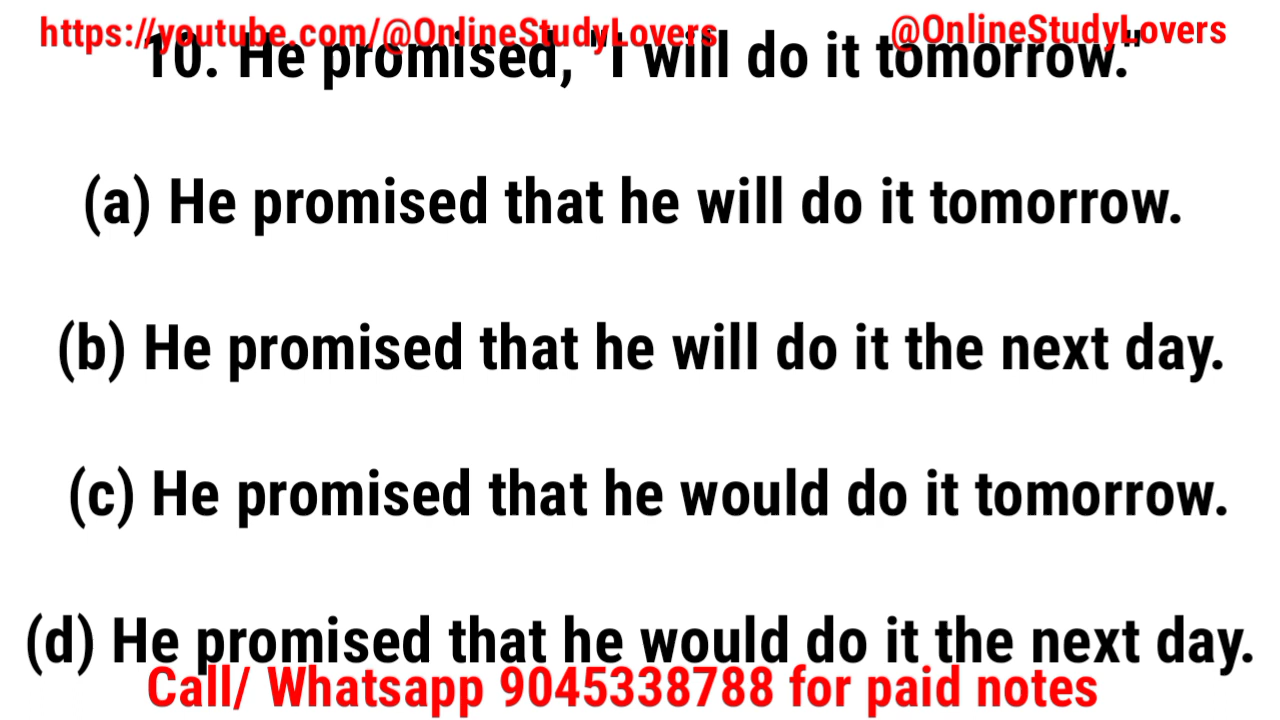 https://youtube.com/@OnlineStudyLovers
@OnlineStudyLovers
10. He promised, "I will do it tomorrow."
(a) He promised that he will do it tomorrow.
(b) He promised that he will do it the next day.
(c) He promised that he would do it tomorrow.
(d) He promised that he would do it the next day.
Call/ Whatsapp 9045338788 for paid notes